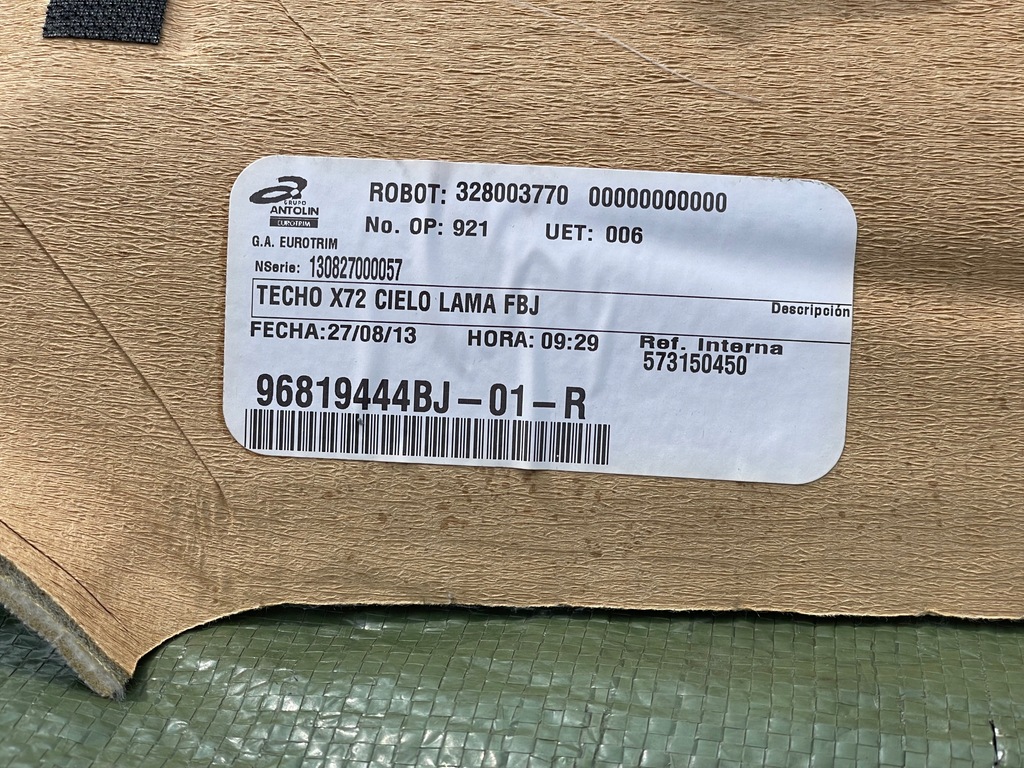 GRUPO
ANTOLIN
EUROTRIM
G.A. EUROTRIM
ROBOT: 328003770 00000000000
No. OP: 921 UET: 006
NSerie: 130827000057
TECHO X72 CIELO LAMA FBJ Descripción
FECHA:27/08/13 HORA: 09:29 Ref. Interna
573150450
96819444BJ-01-R